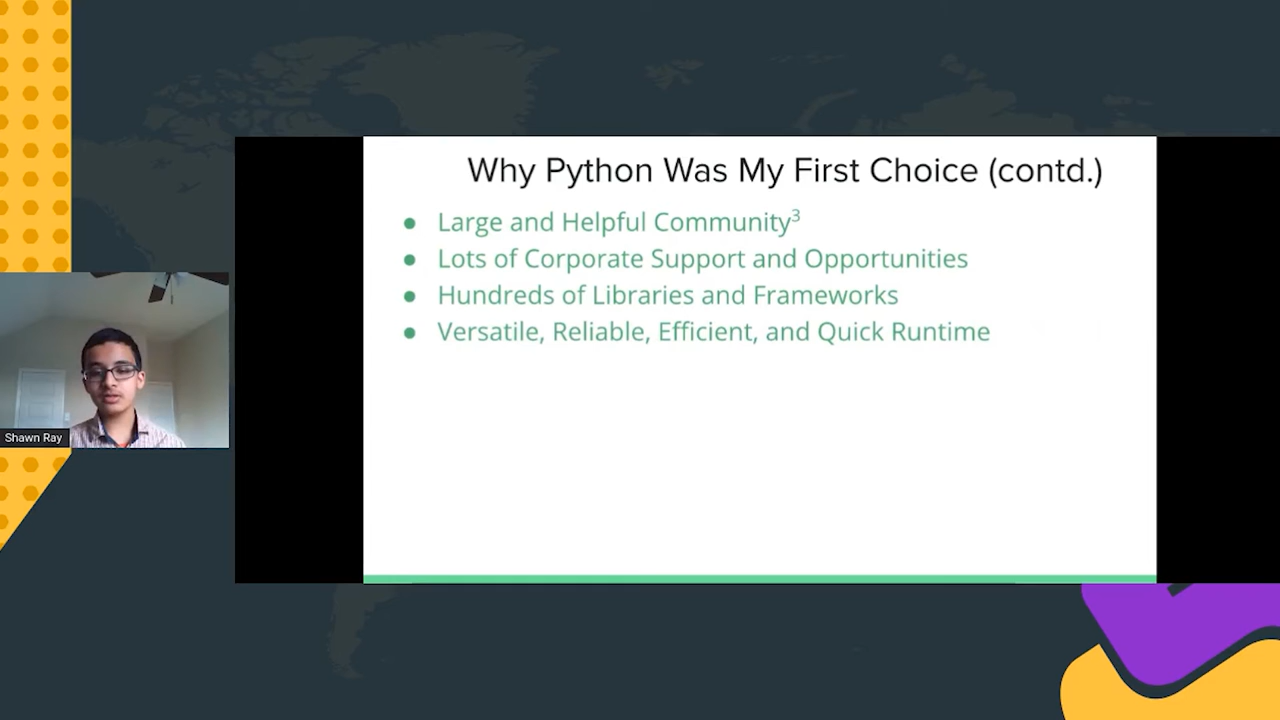 Why Python Was My First Choice (contd.)
● Large and Helpful Community³
● Lots of Corporate Support and Opportunities
● Hundreds of Libraries and Frameworks
● Versatile, Reliable, Efficient, and Quick Runtime
Shawn Ray